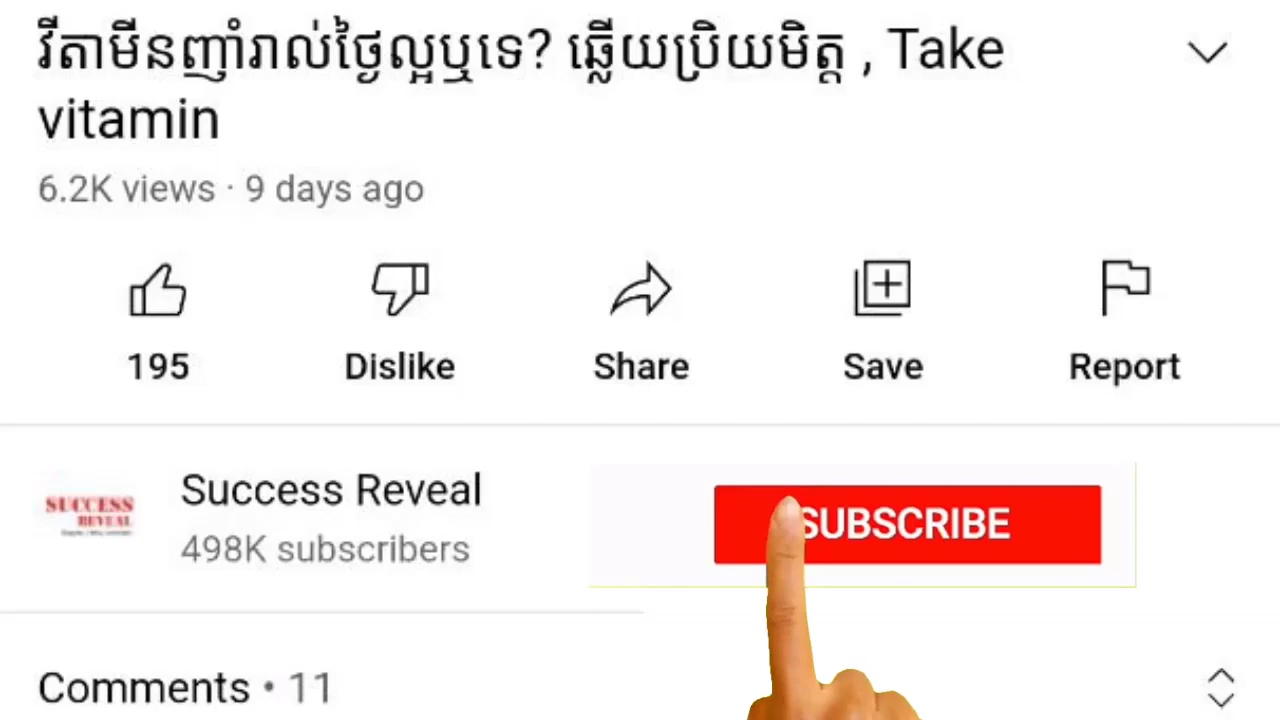 វីតាមីនញ៉ាំរាល់ថ្ងៃល្អឬទេ? ឆ្លើយប្រិយមិត្ត , Take
vitamin
6.2K views · 9 days ago
195 Dislike Share Save Report
SUCCESS
REVEAL
Success Reveal
498K subscribers
SUBSCRIBE
Comments • 11